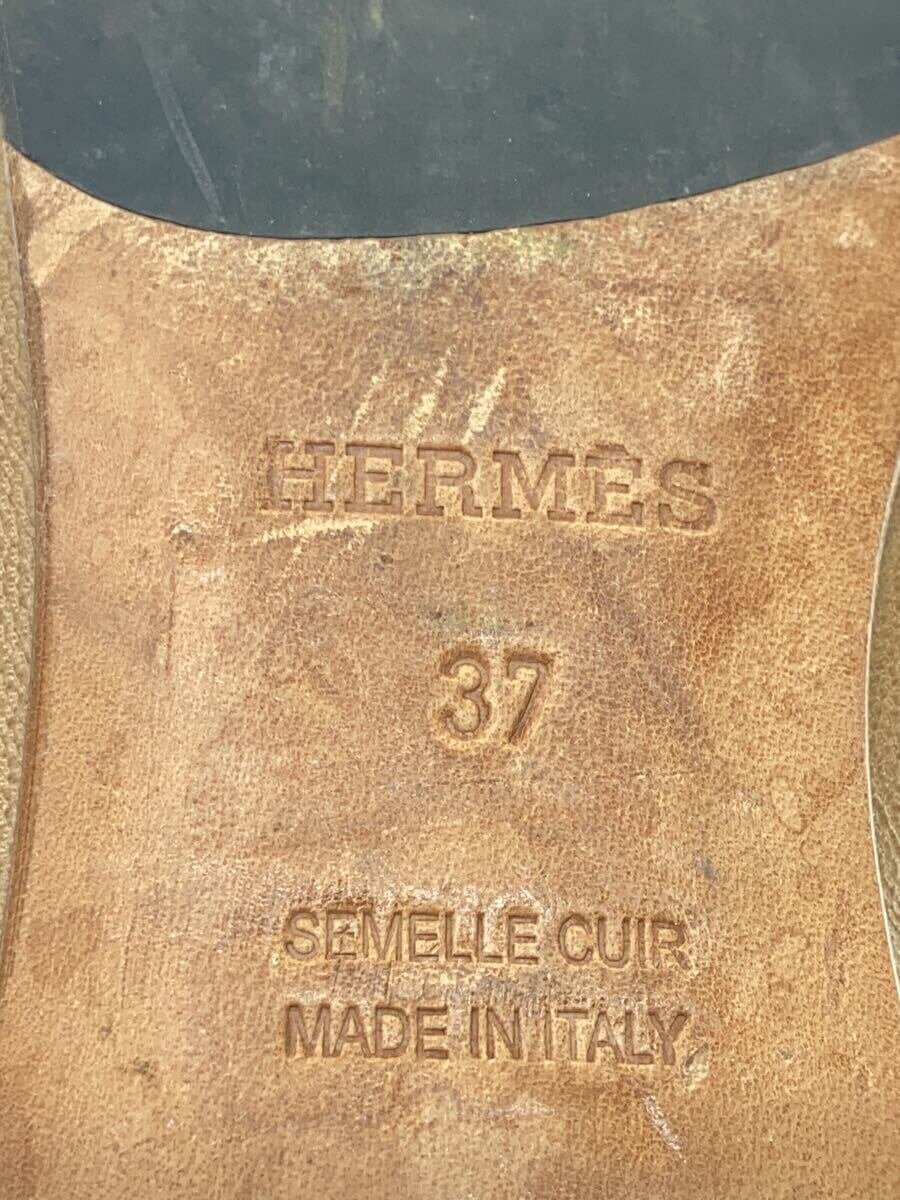 HERMÈS
37
SEMELLE CUIR
MADE IN ITALY